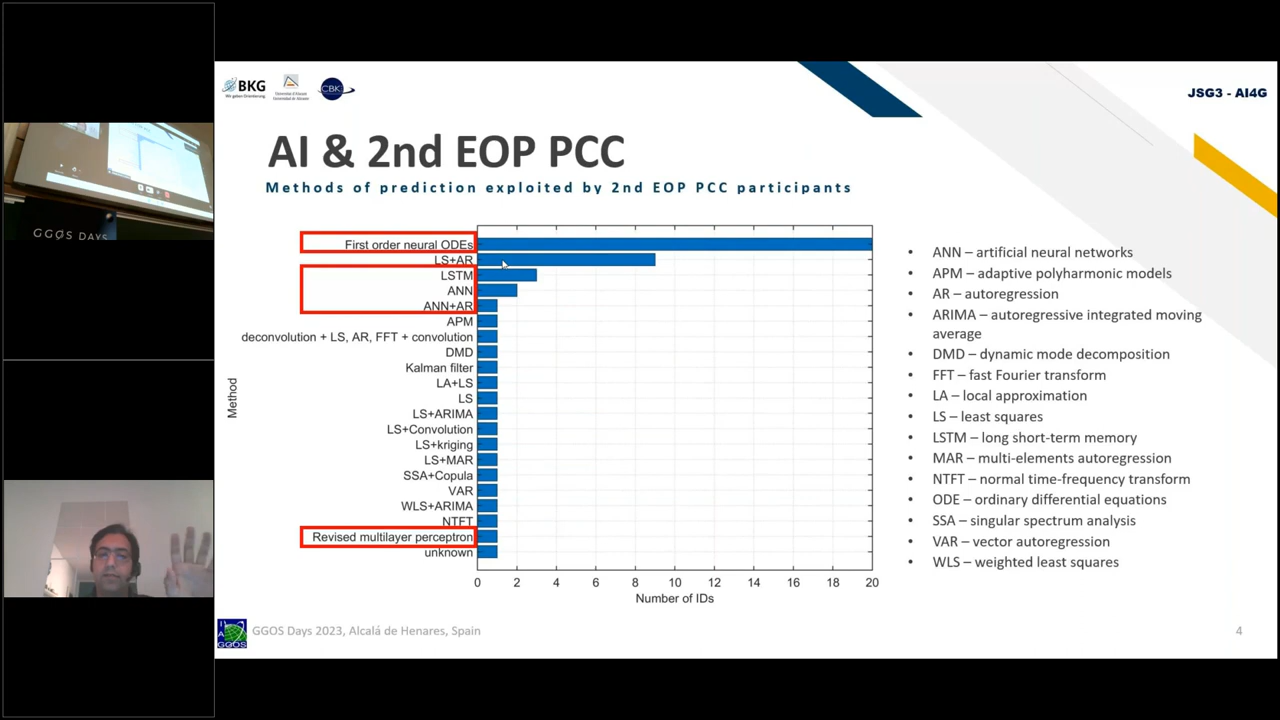 BKG
Wir geben Orientierung
CBK
JSG3 - AI4G
AI & 2nd EOP PCC
Methods of prediction exploited by 2nd EOP PCC participants
GGOS DAYS
Method
First order neural ODEs
LS+AR
LSTM
ANN
ANN+AR
APM
deconvolution + LS, AR, FFT + convolution
DMD
Kalman filter
LA+LS
LS
LS+ARIMA
LS+Convolution
LS+kriging
LS+MAR
SSA+Copula
VAR
WLS+ARIMA
NTFT
Revised multilayer perceptron
unknown
0 2 4 6 8 10 12 14 16 18 20
Number of IDs
• ANN – artificial neural networks
• APM – adaptive polyharmonic models
• AR – autoregression
• ARIMA – autoregressive integrated moving
average
• DMD – dynamic mode decomposition
• FFT – fast Fourier transform
• LA – local approximation
• LS – least squares
• LSTM – long short-term memory
• MAR – multi-elements autoregression
• NTFT – normal time-frequency transform
• ODE – ordinary differential equations
• SSA – singular spectrum analysis
• VAR – vector autoregression
• WLS – weighted least squares
GGOS
GGOS Days 2023, Alcalá de Henares, Spain
4